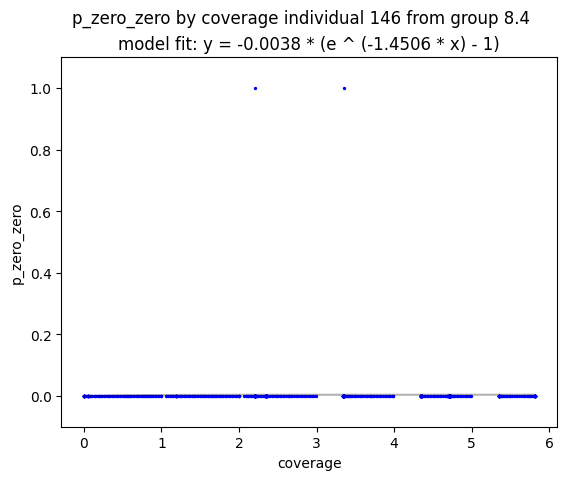 p_zero_zero by coverage individual 146 from group 8.4
model fit: y = -0.0038 * (e ^ (-1.4506 * x) - 1)
1.0
0.8
0.6
0.4
0.2
0.0
p_zero_zero
0 1 2 3 4 5 6
coverage